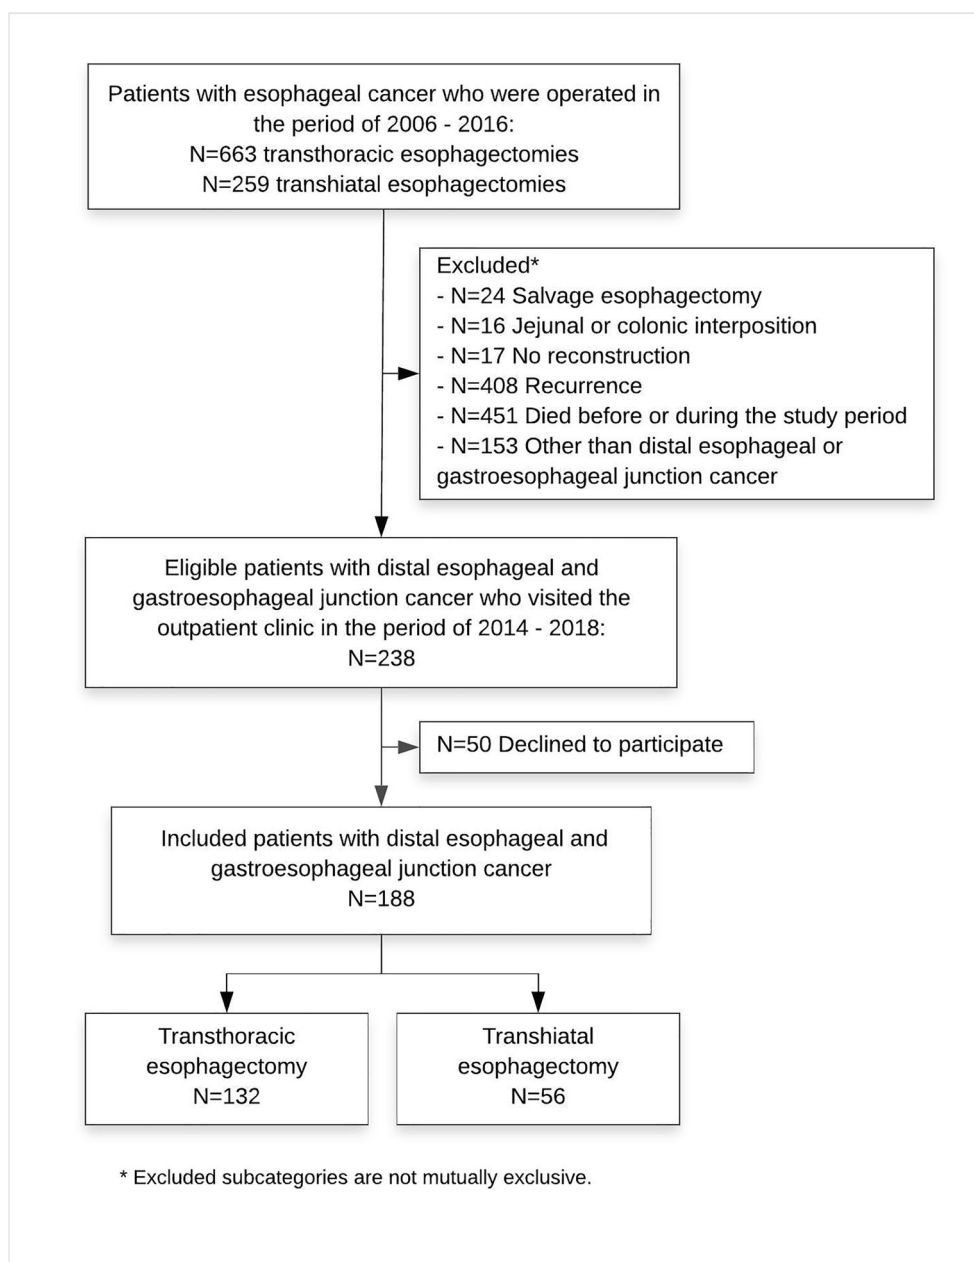 Patients with esophageal cancer who were operated in
the period of 2006 - 2016:
N=663 transthoracic esophagectomies
N=259 transhiatal esophagectomies
Excluded*
- N=24 Salvage esophagectomy
- N=16 Jejunal or colonic interposition
- N=17 No reconstruction
- N=408 Recurrence
- N=451 Died before or during the study period
- N=153 Other than distal esophageal or
gastroesophageal junction cancer
Eligible patients with distal esophageal and
gastroesophageal junction cancer who visited the
outpatient clinic in the period of 2014 - 2018:
N=238
N=50 Declined to participate
Included patients with distal esophageal and
gastroesophageal junction cancer
N=188
Transthoracic
esophagectomy
N=132
Transhiatal
esophagectomy
N=56
* Excluded subcategories are not mutually exclusive.